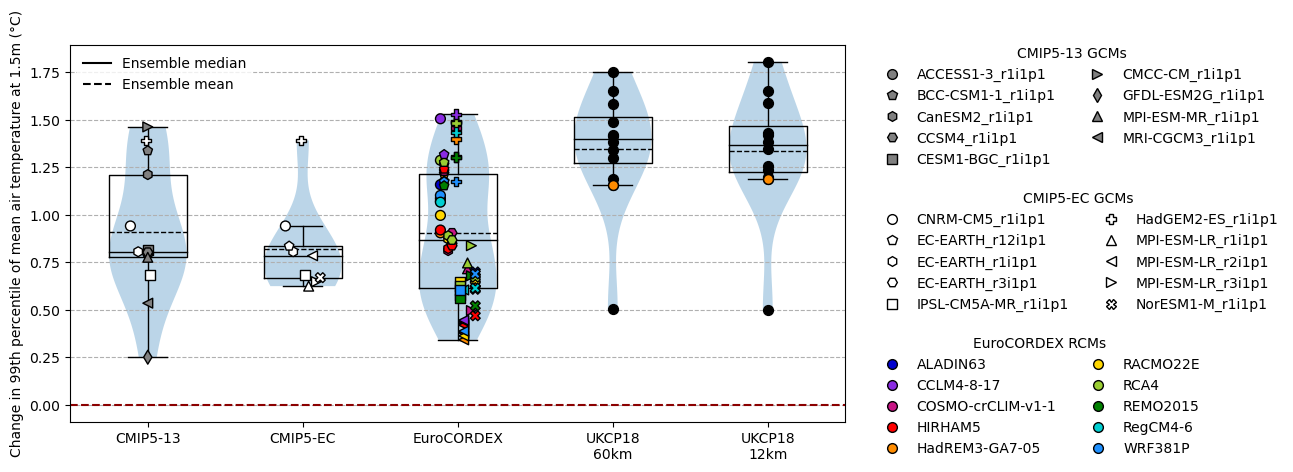 Change in 99th percentile of mean air temperature at 1.5m (°C)
1.75
1.50
1.25
1.00
0.75
0.50
0.25
0.00
Ensemble median
Ensemble mean
CMIP5-13
CMIP5-EC
EuroCORDEX
UKCP18
60km
UKCP18
12km
CMIP5-13 GCMs
ACCESS1-3_r1i1p1
BCC-CSM1-1_r1i1p1
CanESM2_r1i1p1
CCSM4_r1i1p1
CESM1-BGC_r1i1p1
CMCC-CM_r1i1p1
GFDL-ESM2G_r1i1p1
MPI-ESM-MR_r1i1p1
MRI-CGCM3_r1i1p1
CMIP5-EC GCMs
CNRM-CM5_r1i1p1
EC-EARTH_r12i1p1
EC-EARTH_r1i1p1
EC-EARTH_r3i1p1
IPSL-CM5A-MR_r1i1p1
HadGEM2-ES_r1i1p1
MPI-ESM-LR_r1i1p1
MPI-ESM-LR_r2i1p1
MPI-ESM-LR_r3i1p1
NorESM1-M_r1i1p1
EuroCORDEX RCMs
ALADIN63
CCLM4-8-17
COSMO-crCLIM-v1-1
HIRHAM5
HadREM3-GA7-05
RACMO22E
RCA4
REMO2015
RegCM4-6
WRF381P